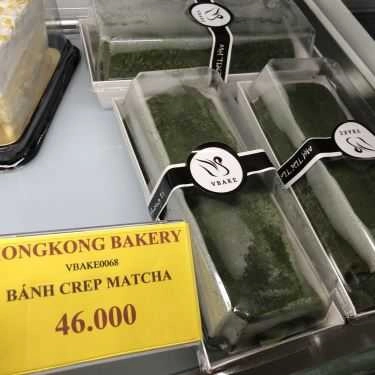 ONGKONG BAKERY
VBAKE0068
BÁNH CREP MATCHA
46.000
VBAKE
VBAKE